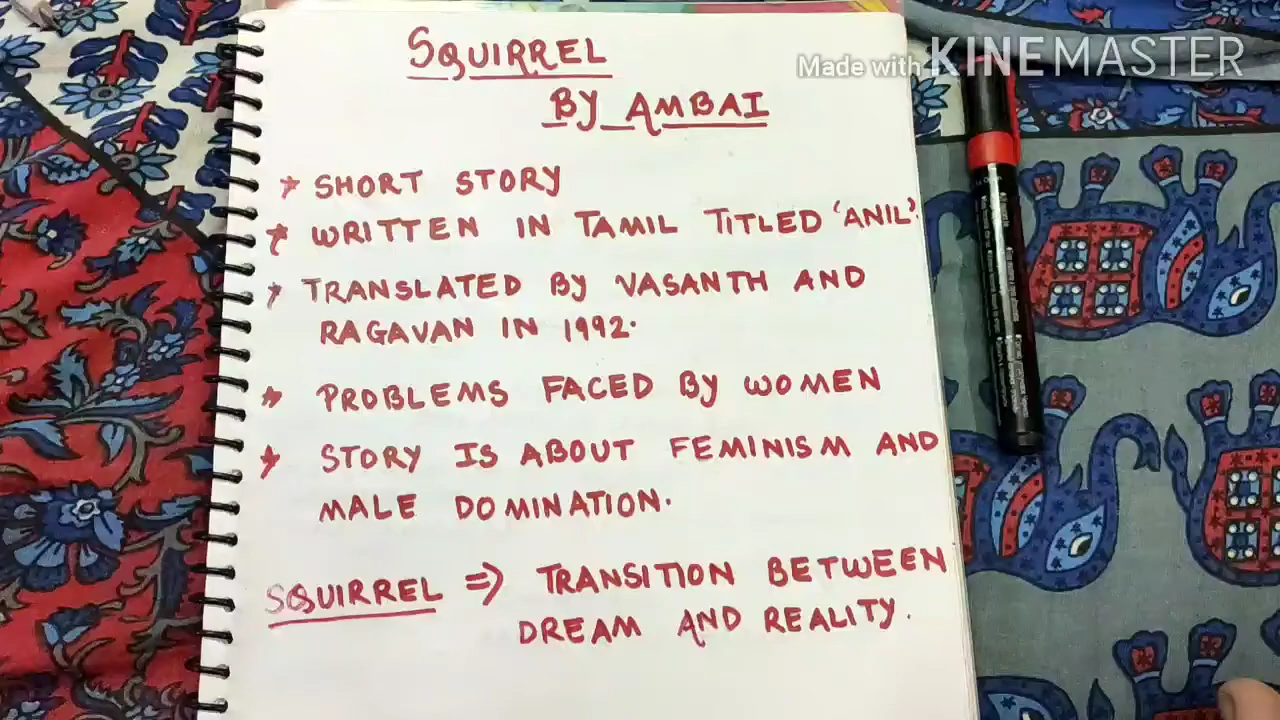 SQUIRREL
BY AMBAI
Made with KINEMASTER
* SHORT STORY
* WRITTEN IN TAMIL TITLED 'ANIL'.
* TRANSLATED BY VASANTH AND
RAGAVAN IN 1992.
* PROBLEMS FACED BY WOMEN
* STORY IS ABOUT FEMINISM AND
MALE DOMINATION.
SQUIRREL => TRANSITION BETWEEN
DREAM AND REALITY.